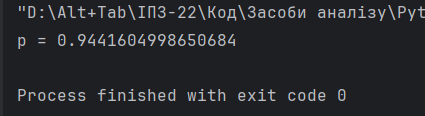 "D:\Alt+Tab\ІПЗ-22\Код\Засоби аналізу\Pyt
p = 0.9441604998650684
Process finished with exit code 0